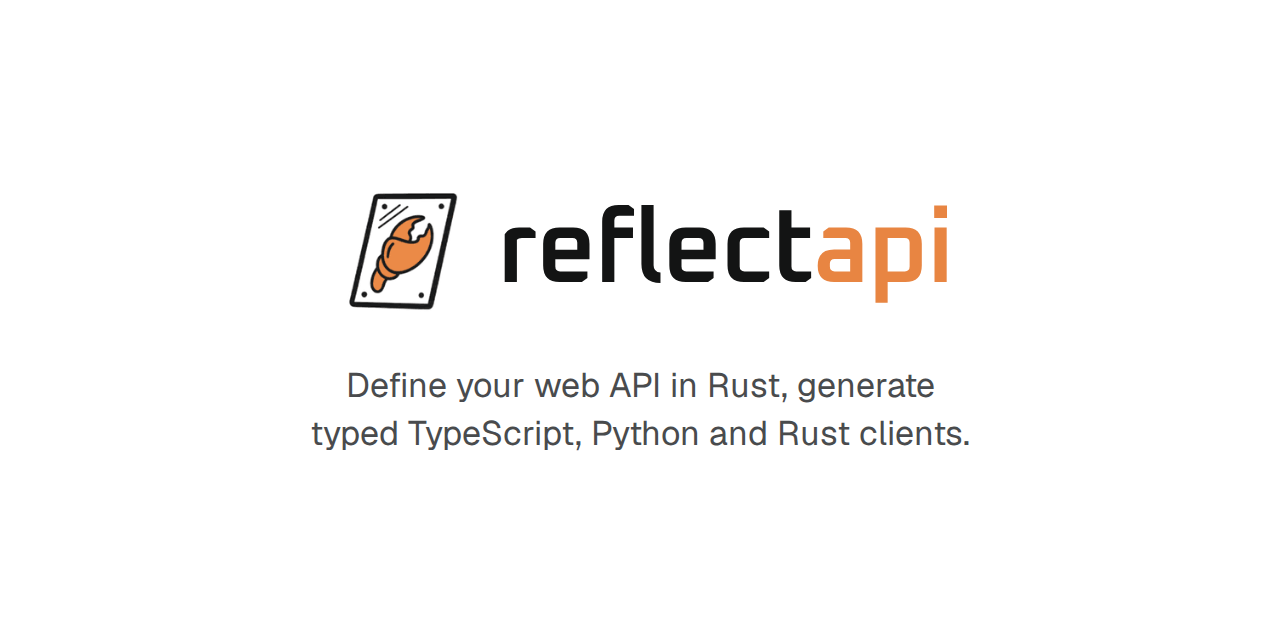 reflectapi
Define your web API in Rust, generate
typed TypeScript, Python and Rust clients.